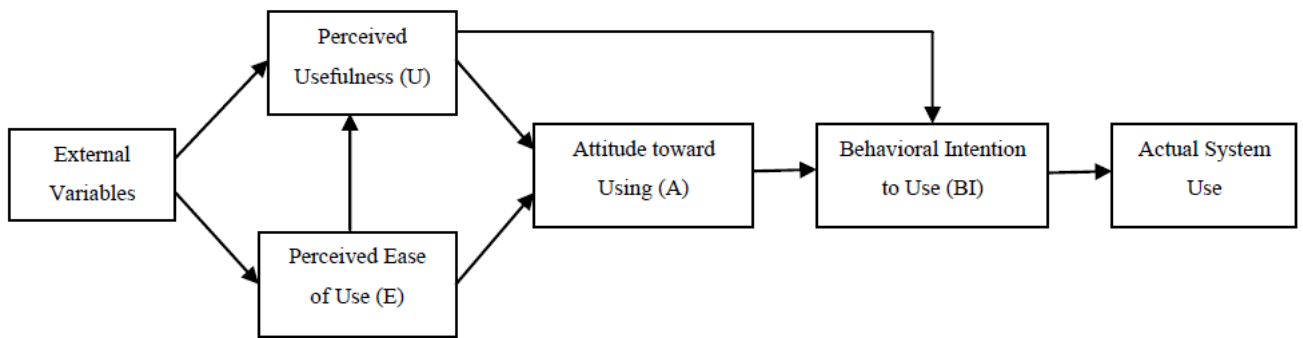 Perceived
Usefulness (U)
External
Variables
Perceived Ease
of Use (E)
Attitude toward
Using (A)
Behavioral Intention
to Use (BI)
Actual System
Use